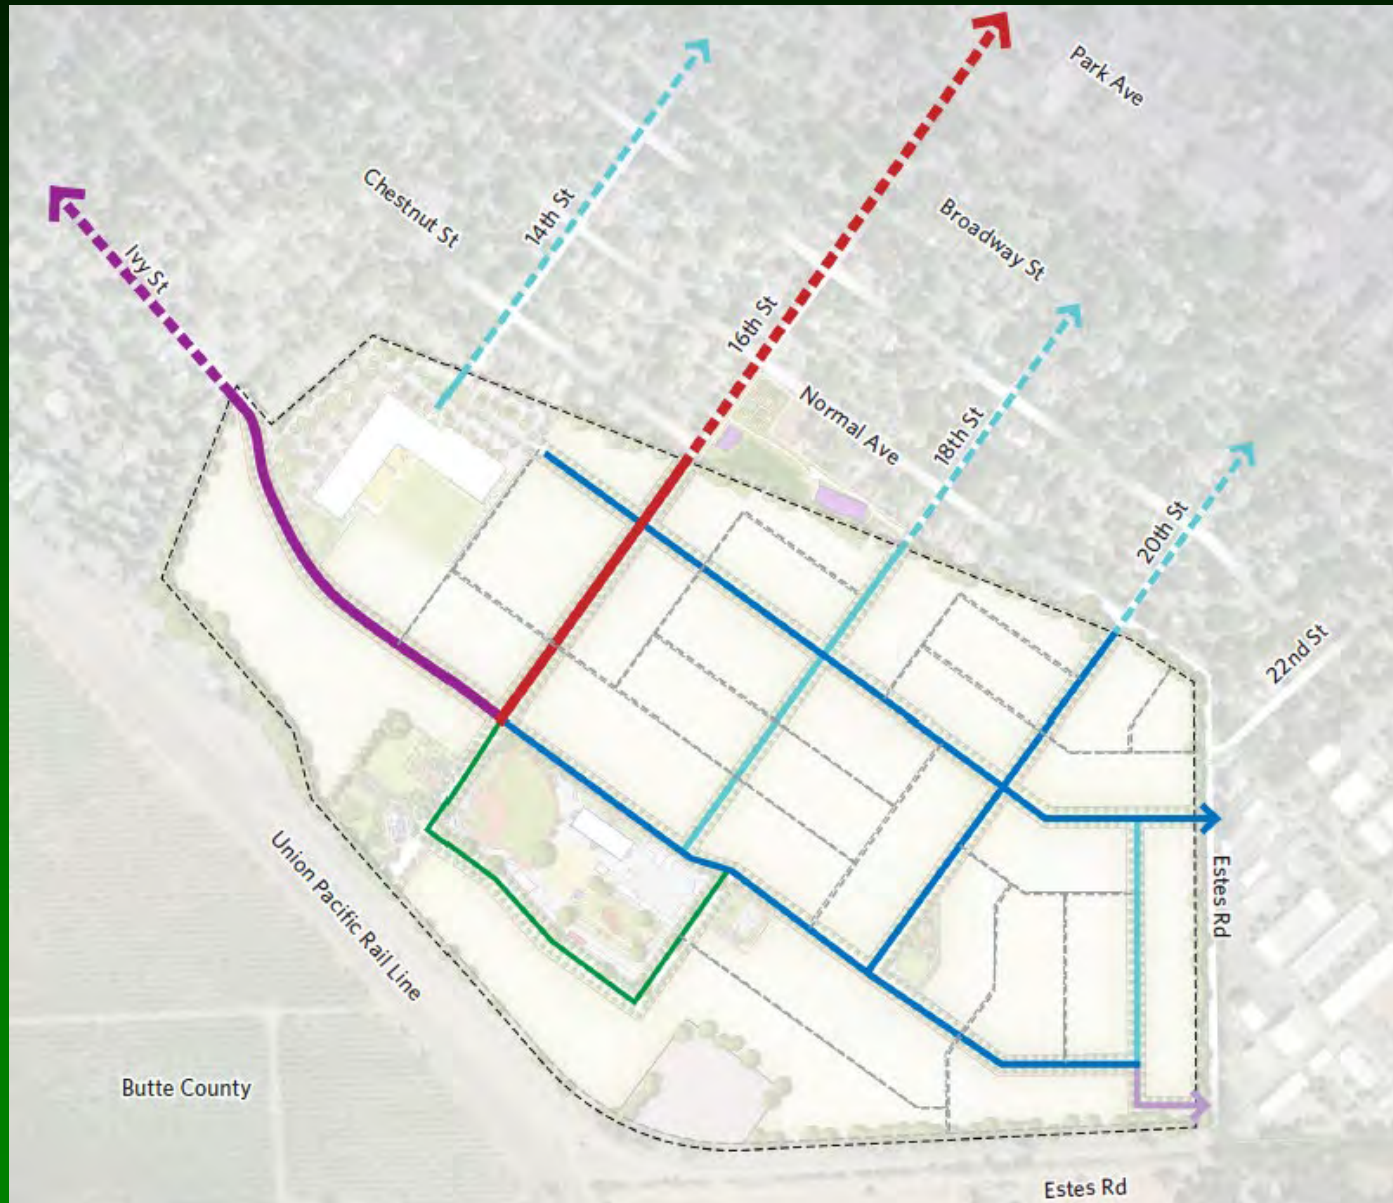 Park Ave
Chestnut St
14th St
Broadway St
Ivy St
16th St
Normal Ave
18th St
20th St
22nd St
Union Pacific Rail Line
Estes Rd
Butte County
Estes Rd